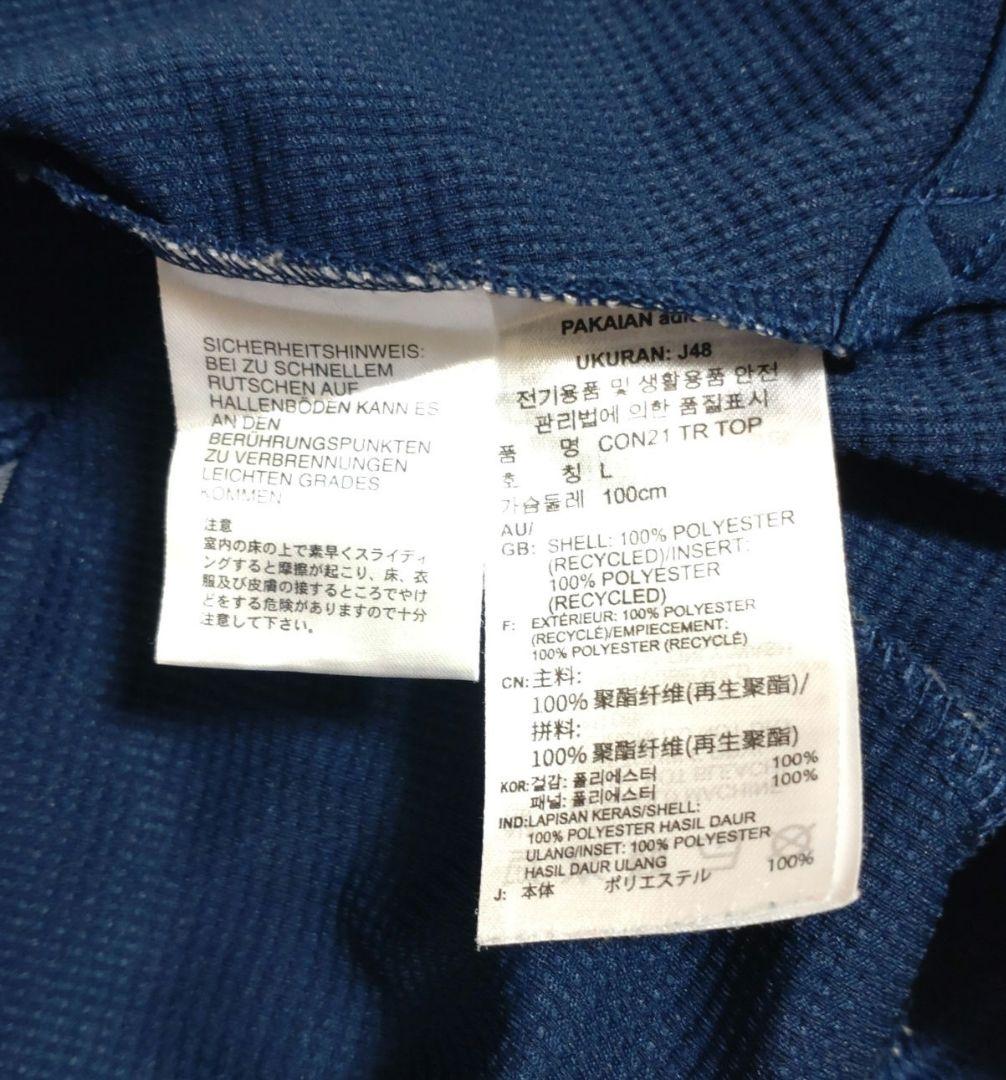 SICHERHEITSHINWEIS:
BEI ZU SCHNELLEM
RUTSCHEN AUF
HALLENBÖDEN KANN ES
AN DEN
BERÜHRUNGSPUNKTEN
ZU VERBRENNUNGEN
LEICHTEN GRADES
KOMMEN
注意
室内の床の上で素早くスライディ
ングすると摩擦が起こり、床、衣
服及び皮膚の接するところでやけ
どをする危険がありますので十分
注意して下さい。
PAKAIAN
UKURAN: J48
전기용품 및 생활용품 안전
관리법에 의한 품질표시
품 명 CON21 TR TOP
호 칭 L
가슴둘레 100cm
AU/
GB: SHELL: 100% POLYESTER
(RECYCLED)/INSERT:
100% POLYESTER
(RECYCLED)
F: EXTÉRIEUR: 100% POLYESTER
(RECYCLÉ)/EMPIECEMENT:
100% POLYESTER (RECYCLÉ)
CN: 主料:
100% 聚酯纤维(再生聚酯)/
拼料:
100% 聚酯纤维(再生聚酯)
KOR: 겉감: 폴리에스터 100%
패널: 폴리에스터 100%
IND: LAPISAN KERAS/SHELL:
100% POLYESTER HASIL DAUR
ULANG/INSET: 100% POLYESTER
HASIL DAUR ULANG
J: 本体 ポリエステル 100%